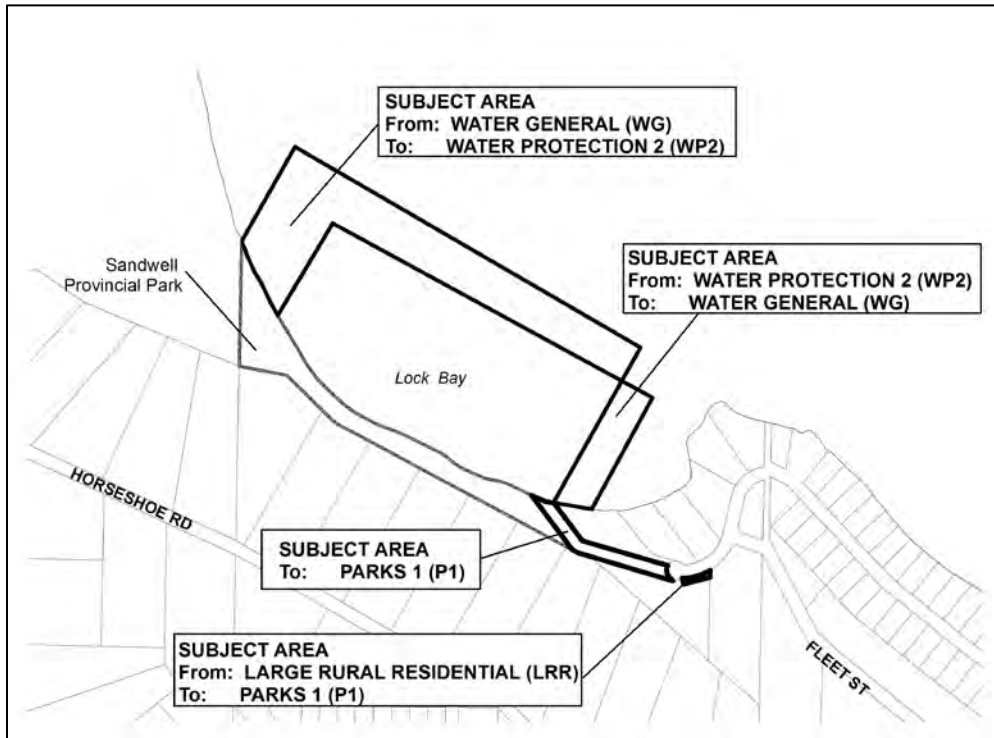 SUBJECT AREA
From: WATER GENERAL (WG)
To: WATER PROTECTION 2 (WP2)
SUBJECT AREA
From: WATER PROTECTION 2 (WP2)
To: WATER GENERAL (WG)
Sandwell
Provincial Park
Lock Bay
HORSESHOE RD
SUBJECT AREA
To: PARKS 1 (P1)
SUBJECT AREA
From: LARGE RURAL RESIDENTIAL (LRR)
To: PARKS 1 (P1)
FLEET ST